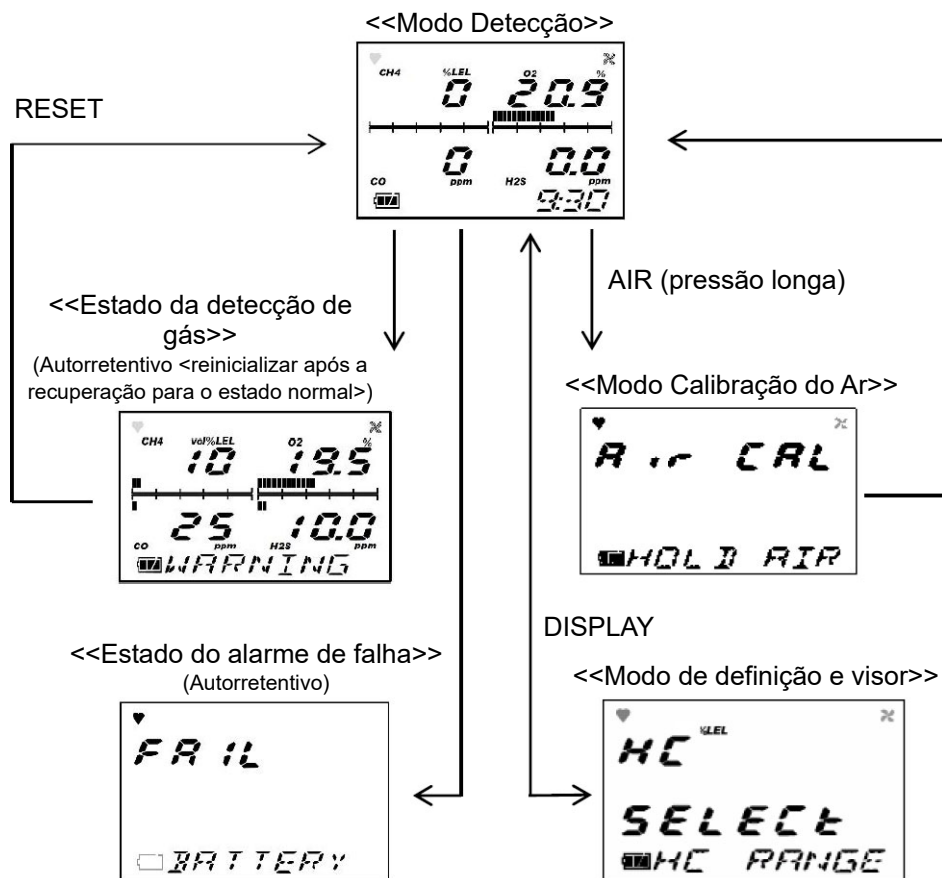 <<Modo Detecção>>
CH4 %LEL 0 O2 20.9 %
CO 0 ppm H2S 0.0 ppm
9:30
RESET
AIR (pressão longa)
<<Estado da detecção de
gás>>
(Autorretentivo <reinicializar após a
recuperação para o estado normal>)
CH4 vol%LEL 10 O2 19.5 %
CO 25 ppm H2S 10.0 ppm
WARNING
<<Modo Calibração do Ar>>
Air CAL
HOLD AIR
DISPLAY
<<Estado do alarme de falha>>
(Autorretentivo)
FAIL
BATTERY
<<Modo de definição e visor>>
HC %LEL
SELECt
HC RANGE